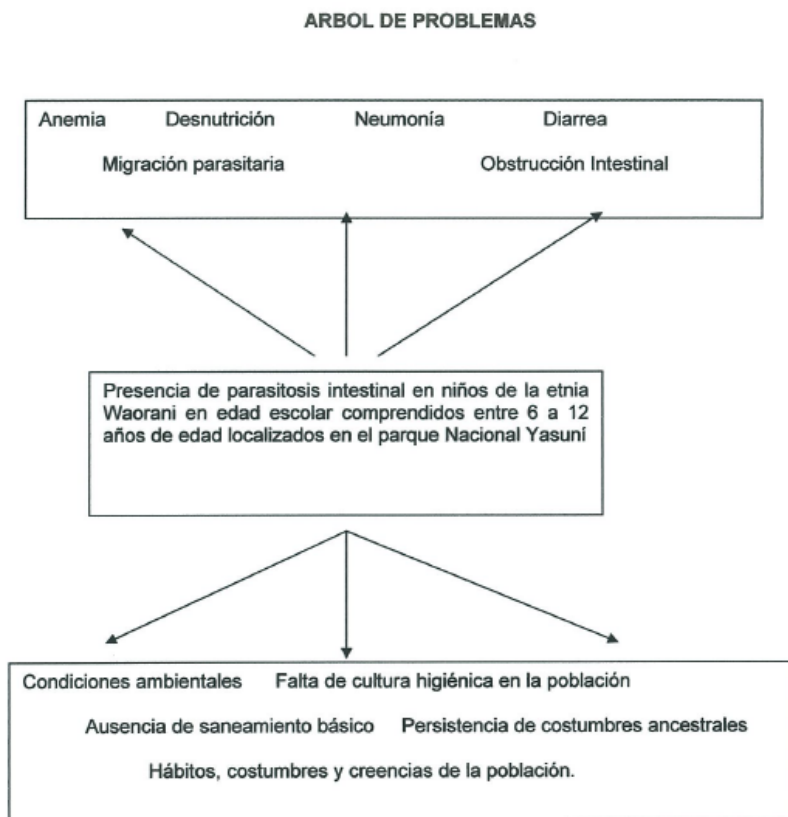 ARBOL DE PROBLEMAS
Anemia Desnutrición Neumonía Diarrea
Migración parasitaria Obstrucción Intestinal
Presencia de parasitosis intestinal en niños de la etnia
Waorani en edad escolar comprendidos entre 6 a 12
años de edad localizados en el parque Nacional Yasuní
Condiciones ambientales Falta de cultura higiénica en la población
Ausencia de saneamiento básico Persistencia de costumbres ancestrales
Hábitos, costumbres y creencias de la población.